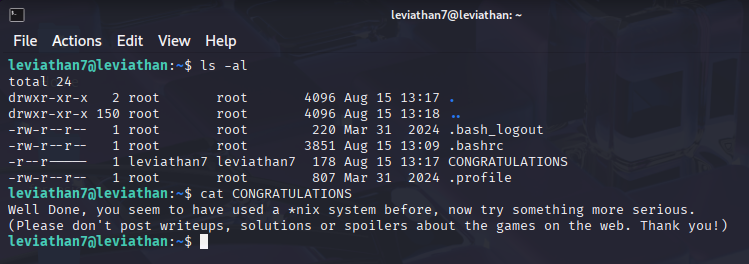 leviathan7@leviathan: ~
File Actions Edit View Help
leviathan7@leviathan:~$ ls -al
total 24
drwxr-xr-x 2 root root 4096 Aug 15 13:17 .
drwxr-xr-x 150 root root 4096 Aug 15 13:18 ..
-rw-r--r-- 1 root root 220 Mar 31 2024 .bash_logout
-rw-r--r-- 1 root root 3851 Aug 15 13:09 .bashrc
-r--r----- 1 leviathan7 leviathan7 178 Aug 15 13:17 CONGRATULATIONS
-rw-r--r-- 1 root root 807 Mar 31 2024 .profile
leviathan7@leviathan:~$ cat CONGRATULATIONS
Well Done, you seem to have used a *nix system before, now try something more serious.
(Please don't post writeups, solutions or spoilers about the games on the web. Thank you!)
leviathan7@leviathan:~$